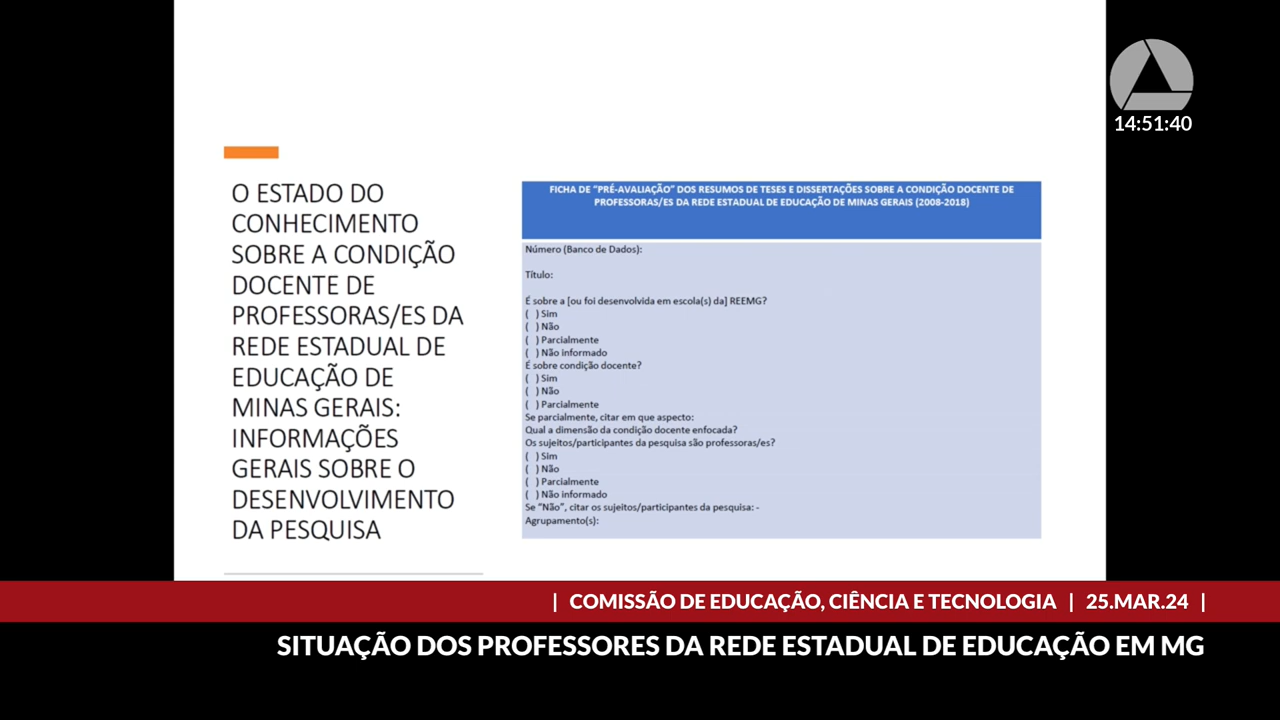 14:51:40
O ESTADO DO
CONHECIMENTO
SOBRE A CONDIÇÃO
DOCENTE DE
PROFESSORAS/ES DA
REDE ESTADUAL DE
EDUCAÇÃO DE
MINAS GERAIS:
INFORMAÇÕES
GERAIS SOBRE O
DESENVOLVIMENTO
DA PESQUISA
FICHA DE “PRÉ-AVALIAÇÃO” DOS RESUMOS DE TESES E DISSERTAÇÕES SOBRE A CONDIÇÃO DOCENTE DE
PROFESSORAS/ES DA REDE ESTADUAL DE EDUCAÇÃO DE MINAS GERAIS (2008-2018)
Número (Banco de Dados):
Título:
É sobre a [ou foi desenvolvida em escola(s) da] REEMG?
( ) Sim
( ) Não
( ) Parcialmente
( ) Não informado
É sobre condição docente?
( ) Sim
( ) Não
( ) Parcialmente
Se parcialmente, citar em que aspecto:
Qual a dimensão da condição docente enfocada?
Os sujeitos/participantes da pesquisa são professoras/es?
( ) Sim
( ) Não
( ) Parcialmente
( ) Não informado
Se “Não”, citar os sujeitos/participantes da pesquisa: -
Agrupamento(s):
| COMISSÃO DE EDUCAÇÃO, CIÊNCIA E TECNOLOGIA | 25.MAR.24 |
SITUAÇÃO DOS PROFESSORES DA REDE ESTADUAL DE EDUCAÇÃO EM MG